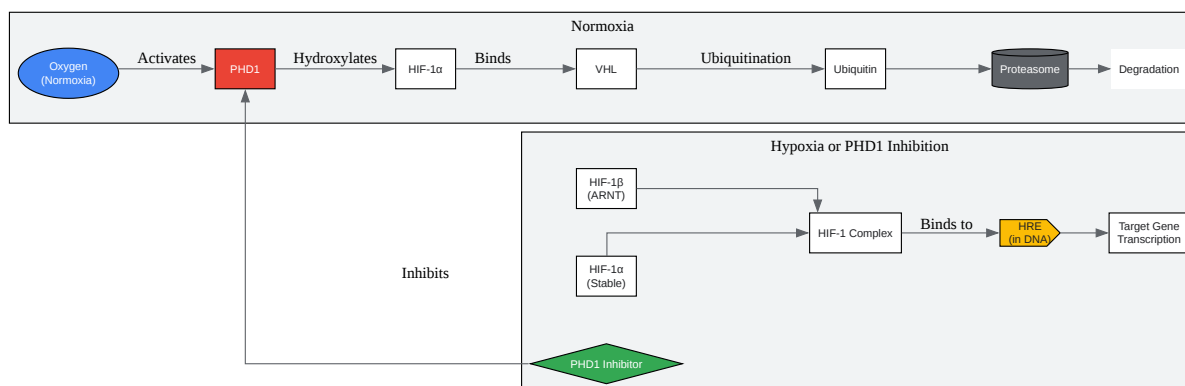 Normoxia
Oxygen
(Normoxia)
Activates
PHD1
Hydroxylates
HIF-1α
Binds
VHL
Ubiquitination
Ubiquitin
Proteasome
Degradation
Hypoxia or PHD1 Inhibition
HIF-1β
(ARNT)
HIF-1 Complex
Binds to
HRE
(in DNA)
Target Gene
Transcription
HIF-1α
(Stable)
Inhibits
PHD1 Inhibitor